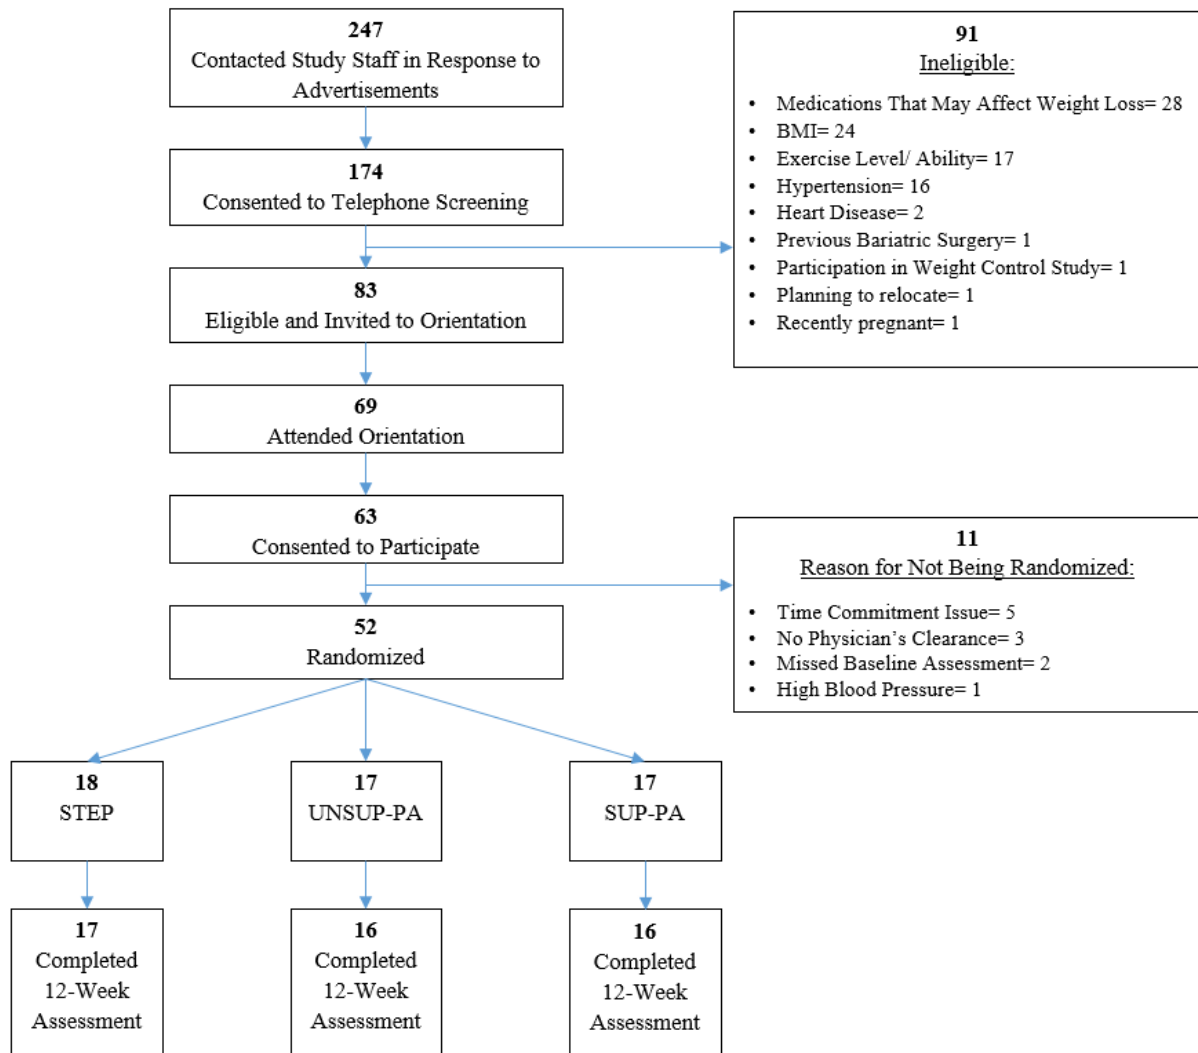 247
Contacted Study Staff in Response to
Advertisements
91
Ineligible:
• Medications That May Affect Weight Loss= 28
• BMI= 24
• Exercise Level/ Ability= 17
• Hypertension= 16
• Heart Disease= 2
• Previous Bariatric Surgery= 1
• Participation in Weight Control Study= 1
• Planning to relocate= 1
• Recently pregnant= 1
174
Consented to Telephone Screening
83
Eligible and Invited to Orientation
69
Attended Orientation
63
Consented to Participate
11
Reason for Not Being Randomized:
• Time Commitment Issue= 5
• No Physician’s Clearance= 3
• Missed Baseline Assessment= 2
• High Blood Pressure= 1
52
Randomized
18
STEP
17
UNSUP-PA
17
SUP-PA
17
Completed
12-Week
Assessment
16
Completed
12-Week
Assessment
16
Completed
12-Week
Assessment